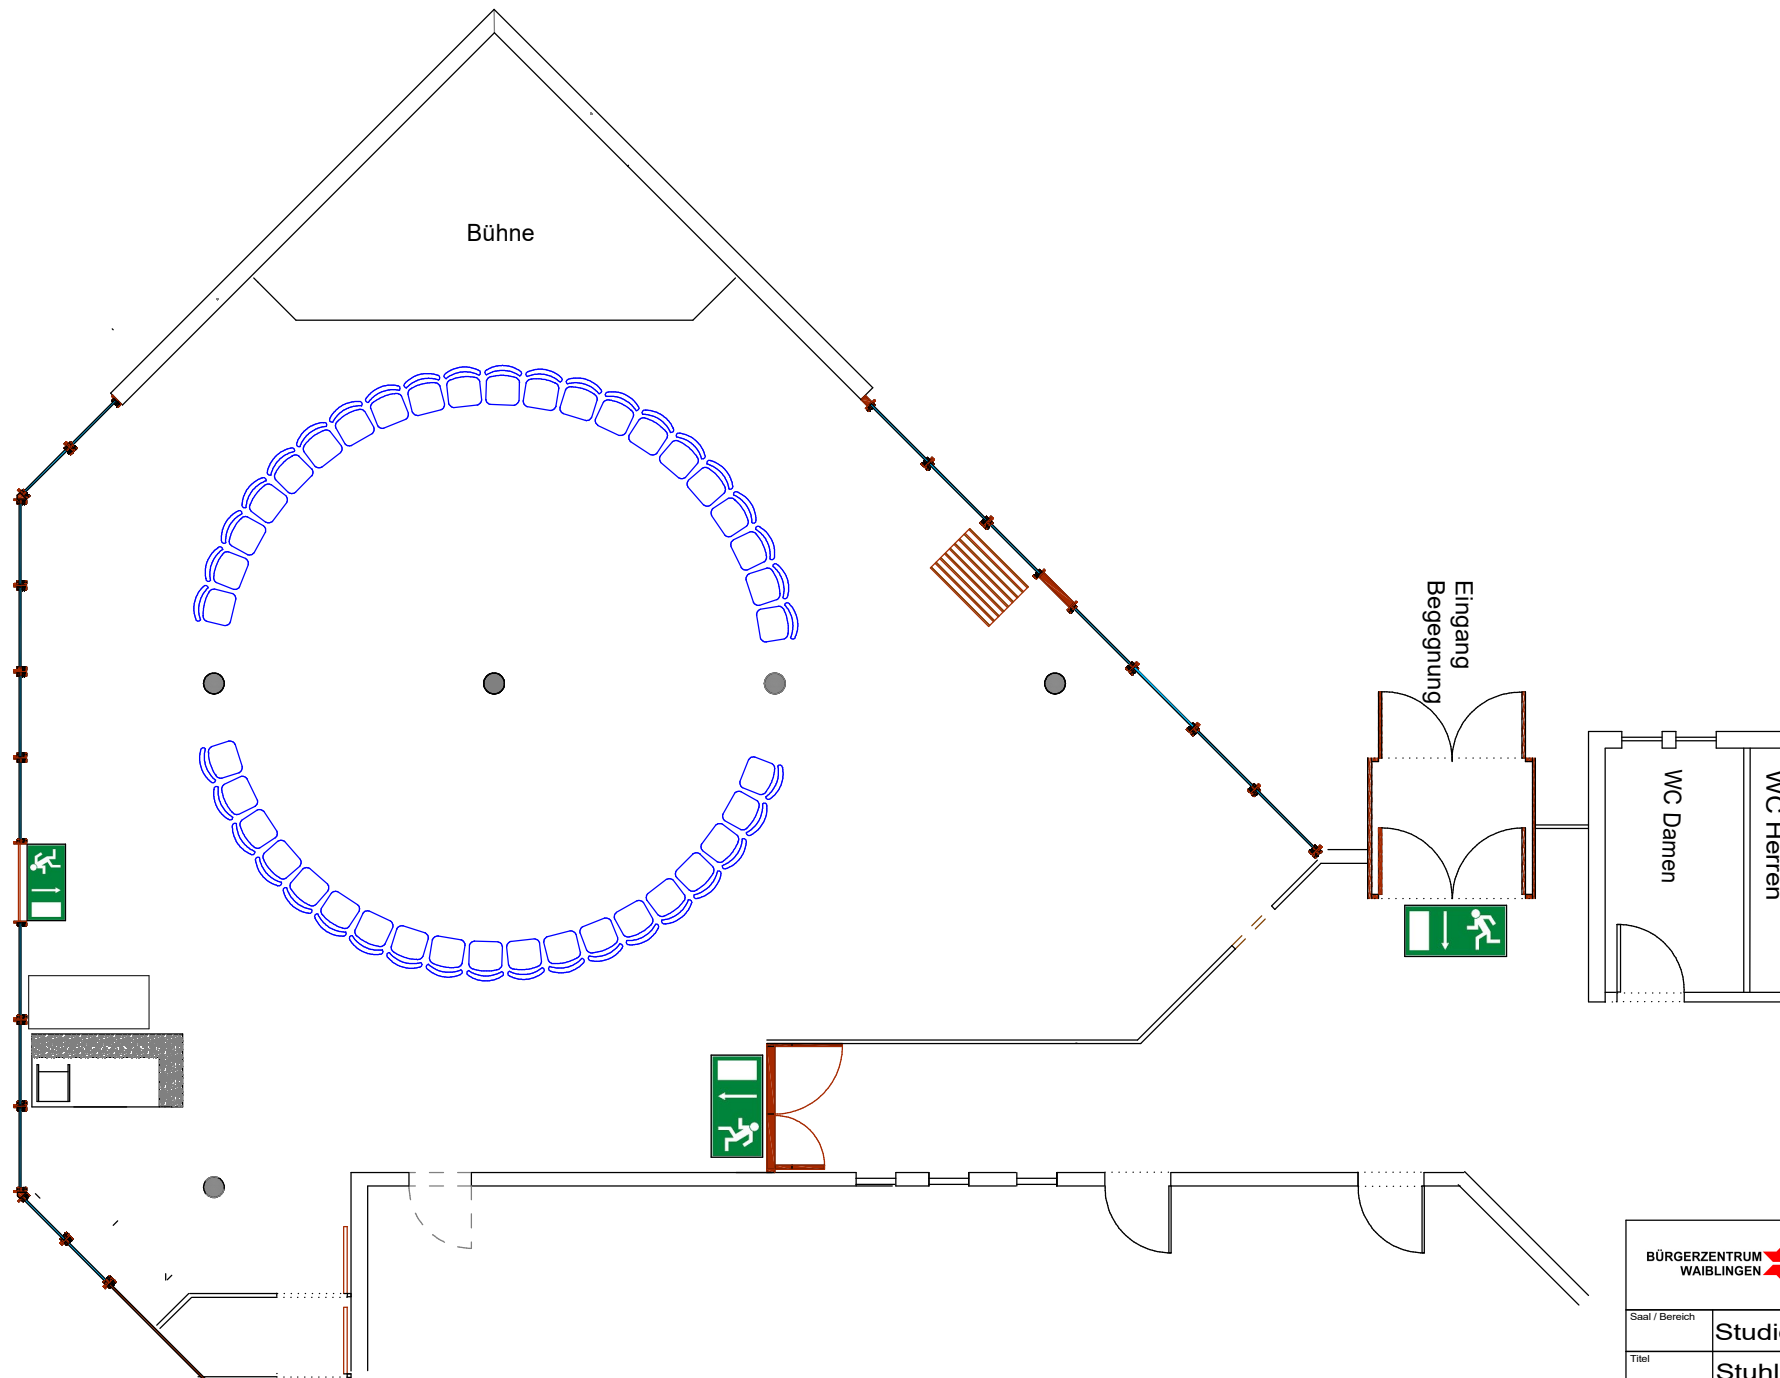 Bühne
Eingang
Begegnung
WC Damen
WC Herren
BÜRGERZENTRUM
WAIBLINGEN
Saal / Bereich
Titel